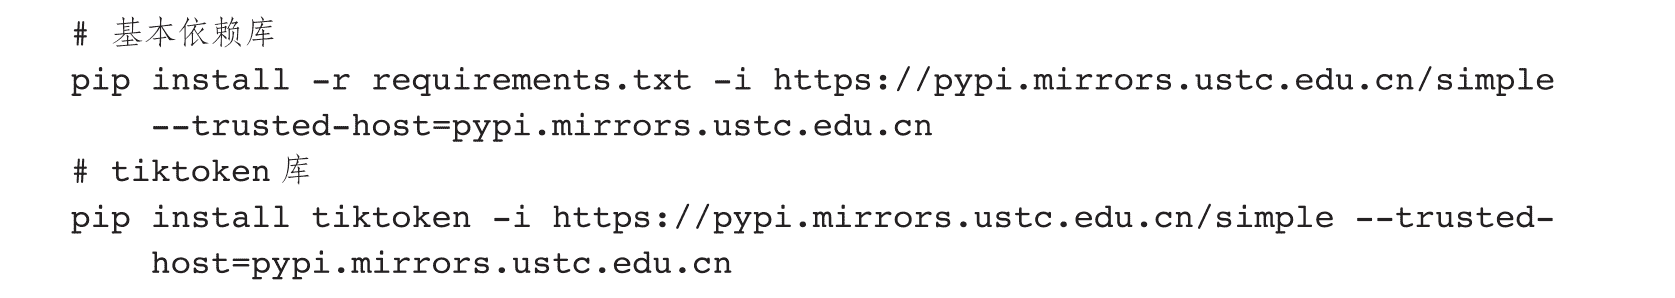 # 基本依赖库
pip install -r requirements.txt -i https://pypi.mirrors.ustc.edu.cn/simple
--trusted-host=pypi.mirrors.ustc.edu.cn
# tiktoken 库
pip install tiktoken -i https://pypi.mirrors.ustc.edu.cn/simple --trusted-
host=pypi.mirrors.ustc.edu.cn